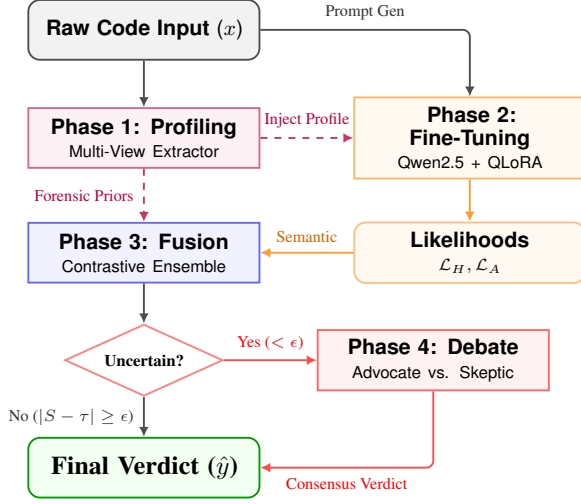 Raw Code Input (x)
Prompt Gen
Phase 1: Profiling
Multi-View Extractor
Inject Profile
Phase 2:
Fine-Tuning
Qwen2.5 + QLoRA
Forensic Priors
Phase 3: Fusion
Contrastive Ensemble
Semantic
Likelihoods
ℒ_H, ℒ_A
Uncertain?
Yes (< ϵ)
Phase 4: Debate
Advocate vs. Skeptic
No (|S − τ| ≥ ϵ)
Final Verdict (ŷ)
Consensus Verdict